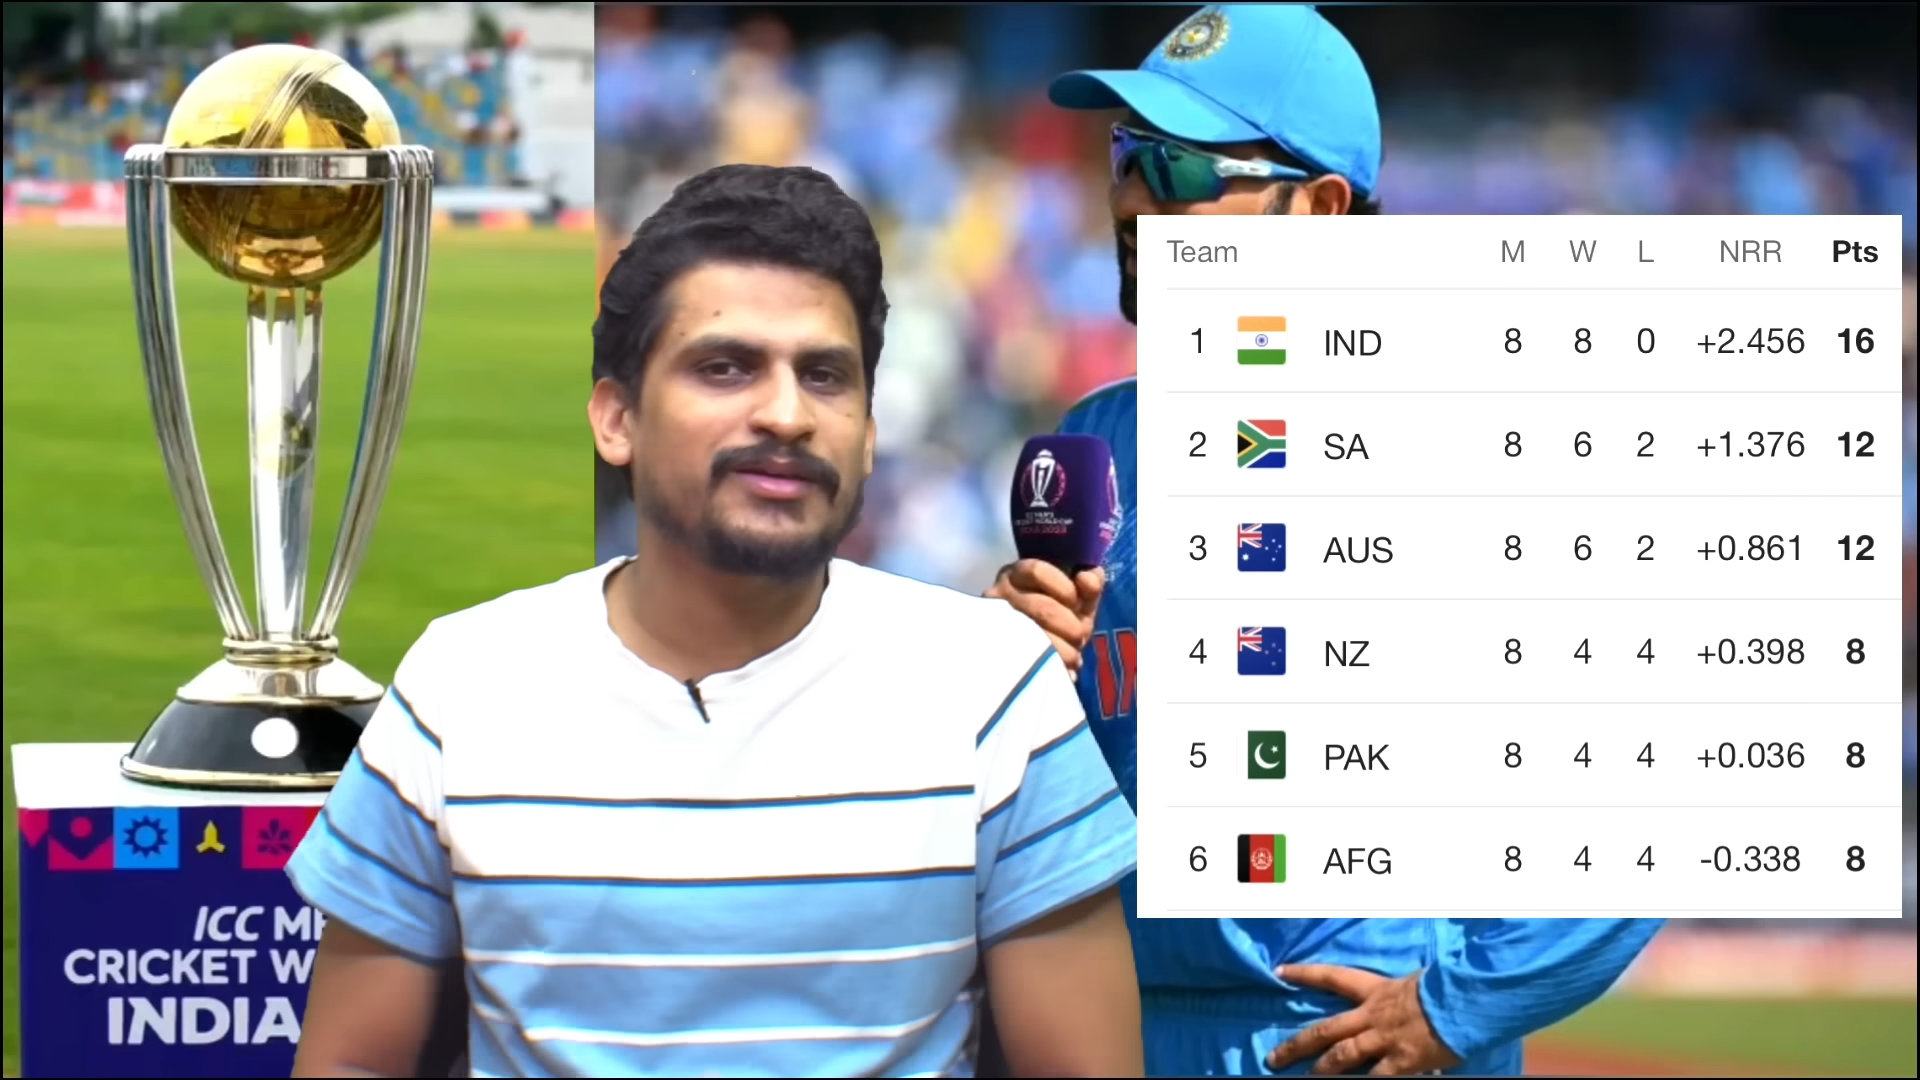 ICC ME
CRICKET W
INDIA
Team M W L NRR Pts
1 IND 8 8 0 +2.456 16
2 SA 8 6 2 +1.376 12
3 AUS 8 6 2 +0.861 12
4 NZ 8 4 4 +0.398 8
5 PAK 8 4 4 +0.036 8
6 AFG 8 4 4 -0.338 8